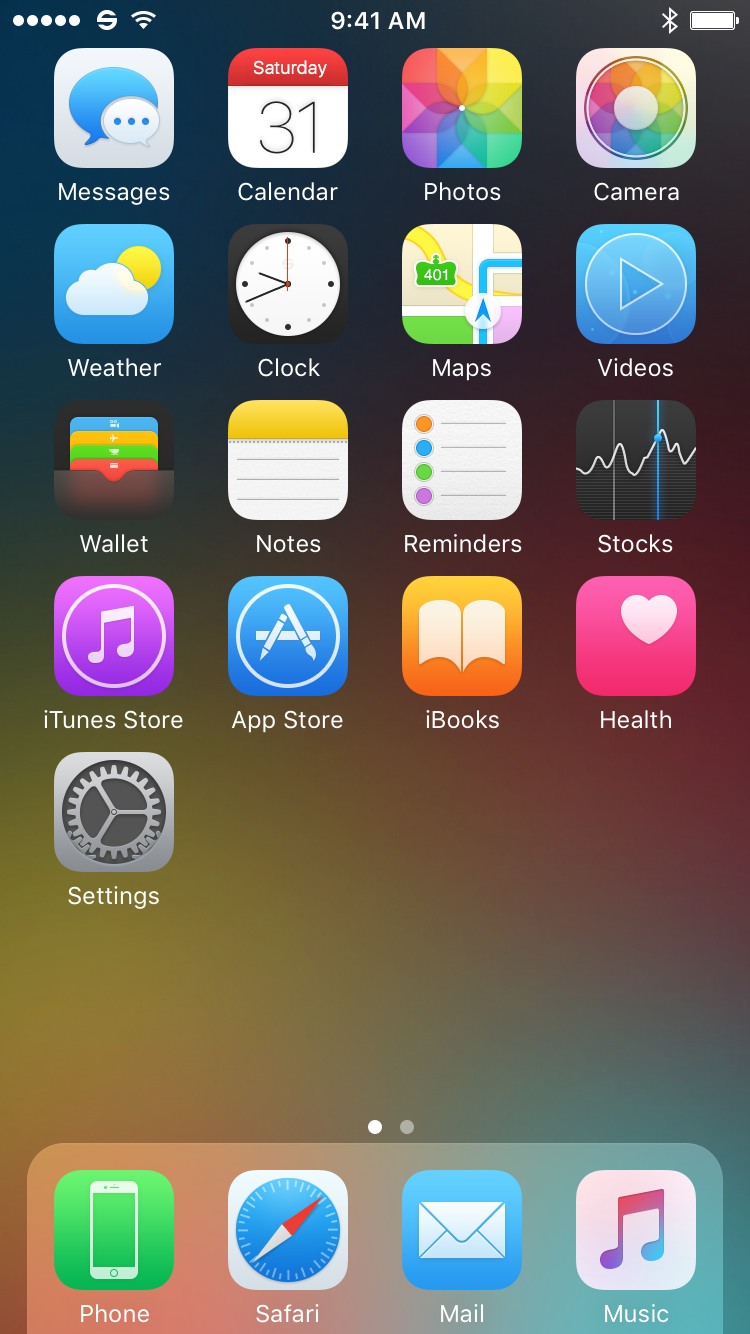 9:41 AM
Saturday
31
Messages Calendar Photos Camera
401
Weather Clock Maps Videos
Wallet Notes Reminders Stocks
iTunes Store App Store iBooks Health
Settings
Phone Safari Mail Music